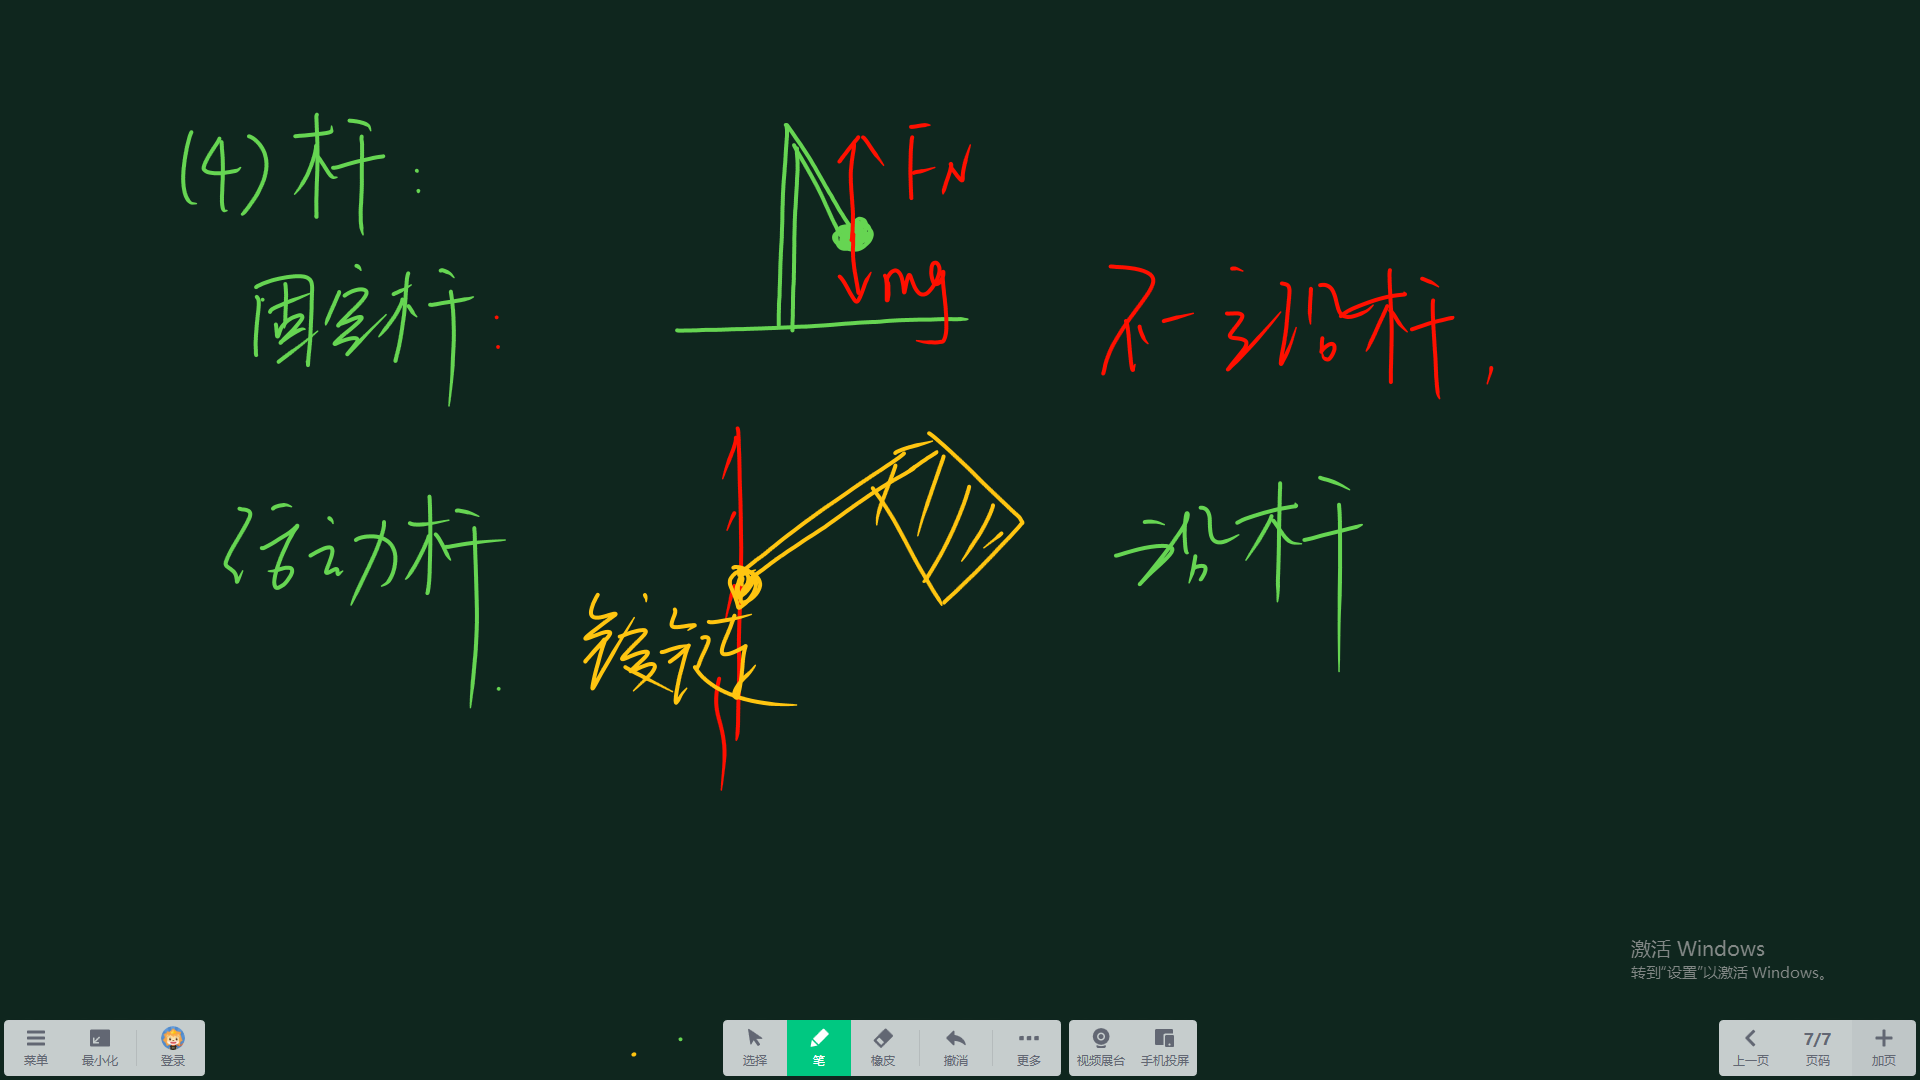 (4) 杆:
FN
mg
固定杆:
不一定沿杆.
活动杆.
一定沿杆
铰链
激活 Windows
转到“设置”以激活 Windows。
菜单 最小化 登录 选择 笔 橡皮 撤消 更多 视频展台 手机投屏 上一页 7/7 页码 加页